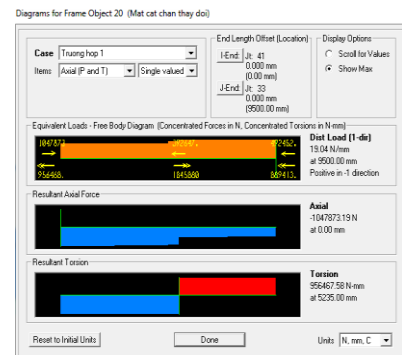 Diagrams for Frame Object 20 (Mat cat chan thay doi)
End Length Offset (Location)
Display Options
Case Truong hop 1
I-End: Jt: 41
0.000 mm
(0.00 mm)
Scroll for Values
Items Axial (P and T) Single valued
Show Max
J-End: Jt: 33
0.000 mm
(9500.00 mm)
Equivalent Loads - Free Body Diagram (Concentrated Forces in N, Concentrated Torsions in N-mm)
1047873
Dist Load (1-dir)
19.04 N/mm
at 9500.00 mm
Positive in -1 direction
956468. 1845880 889413.
Resultant Axial Force
Axial
-1047873.19 N
at 0.00 mm
Resultant Torsion
Torsion
956467.58 N-mm
at 5235.00 mm
Reset to Initial Units
Done
Units N, mm, C